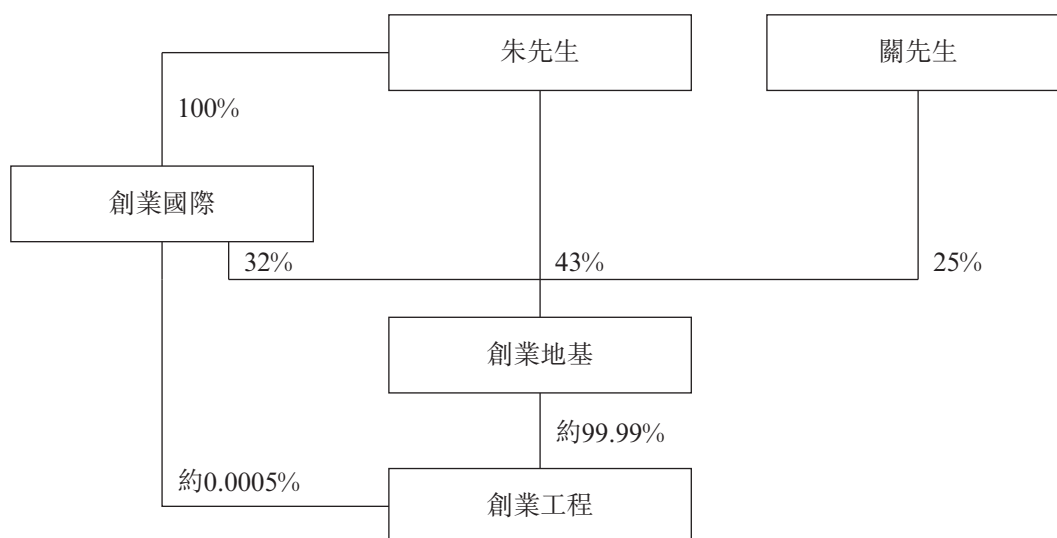 朱先生
關先生
100%
創業國際
32%
43%
25%
創業地基
約99.99%
約0.0005%
創業工程